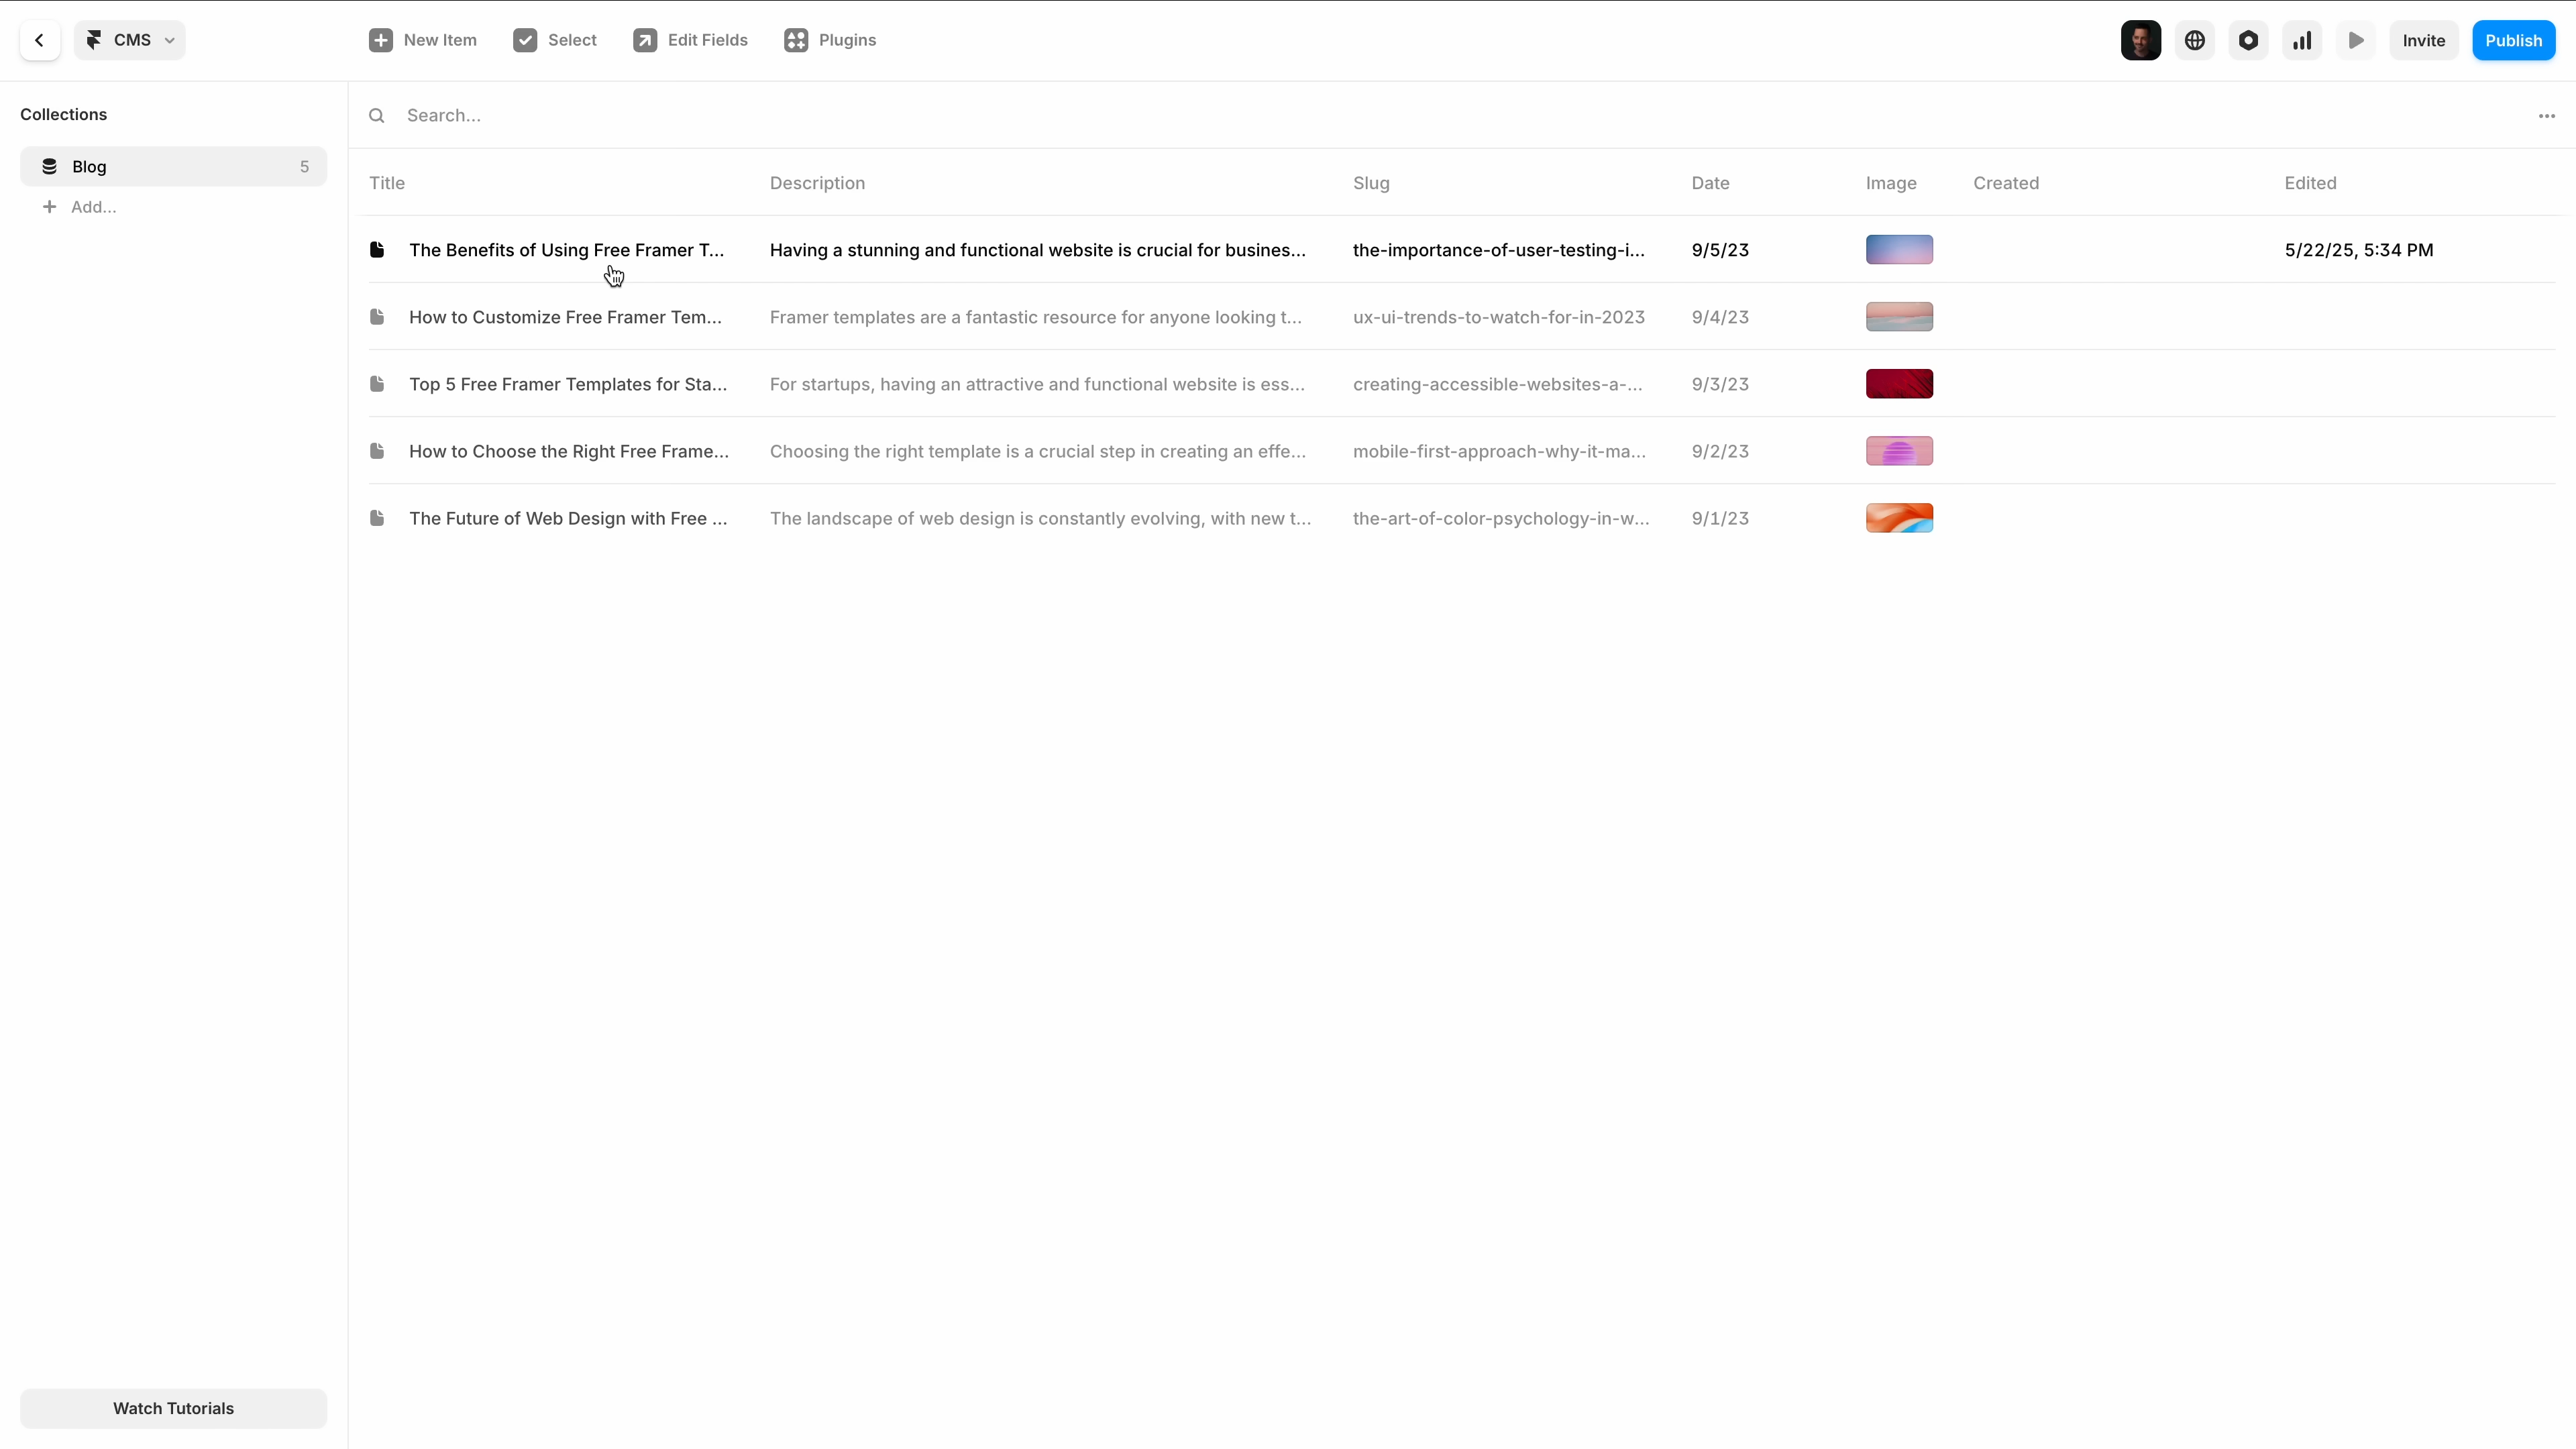 CMS
New Item
Select
Edit Fields
Plugins
Invite
Publish
Collections
Blog 5
Add...
Search...
Title Description Slug Date Image Created Edited
The Benefits of Using Free Framer T... Having a stunning and functional website is crucial for busines... the-importance-of-user-testing-i... 9/5/23 5/22/25, 5:34 PM
How to Customize Free Framer Tem... Framer templates are a fantastic resource for anyone looking t... ux-ui-trends-to-watch-for-in-2023 9/4/23
Top 5 Free Framer Templates for Sta... For startups, having an attractive and functional website is ess... creating-accessible-websites-a-... 9/3/23
How to Choose the Right Free Frame... Choosing the right template is a crucial step in creating an effe... mobile-first-approach-why-it-ma... 9/2/23
The Future of Web Design with Free ... The landscape of web design is constantly evolving, with new t... the-art-of-color-psychology-in-w... 9/1/23
Watch Tutorials